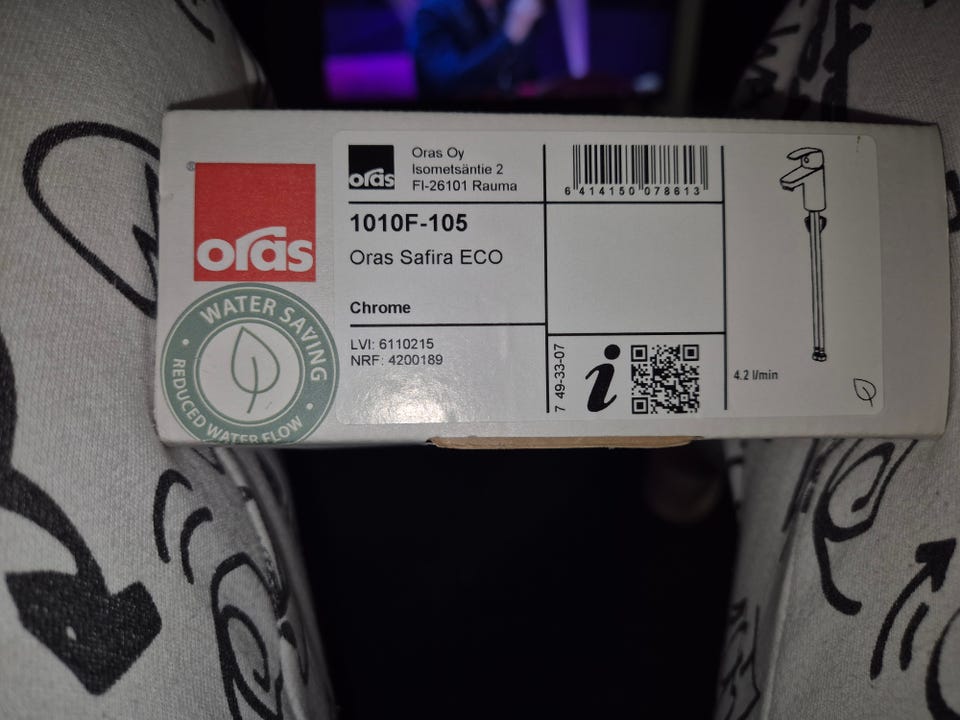 oras
®
WATER SAVING
REDUCED WATER FLOW
oras
Oras Oy
Isometsäntie 2
FI-26101 Rauma
1010F-105
Oras Safira ECO
Chrome
LVI: 6110215
NRF: 4200189
6 414150 078613
7 49-33-07
i
4.2 l/min